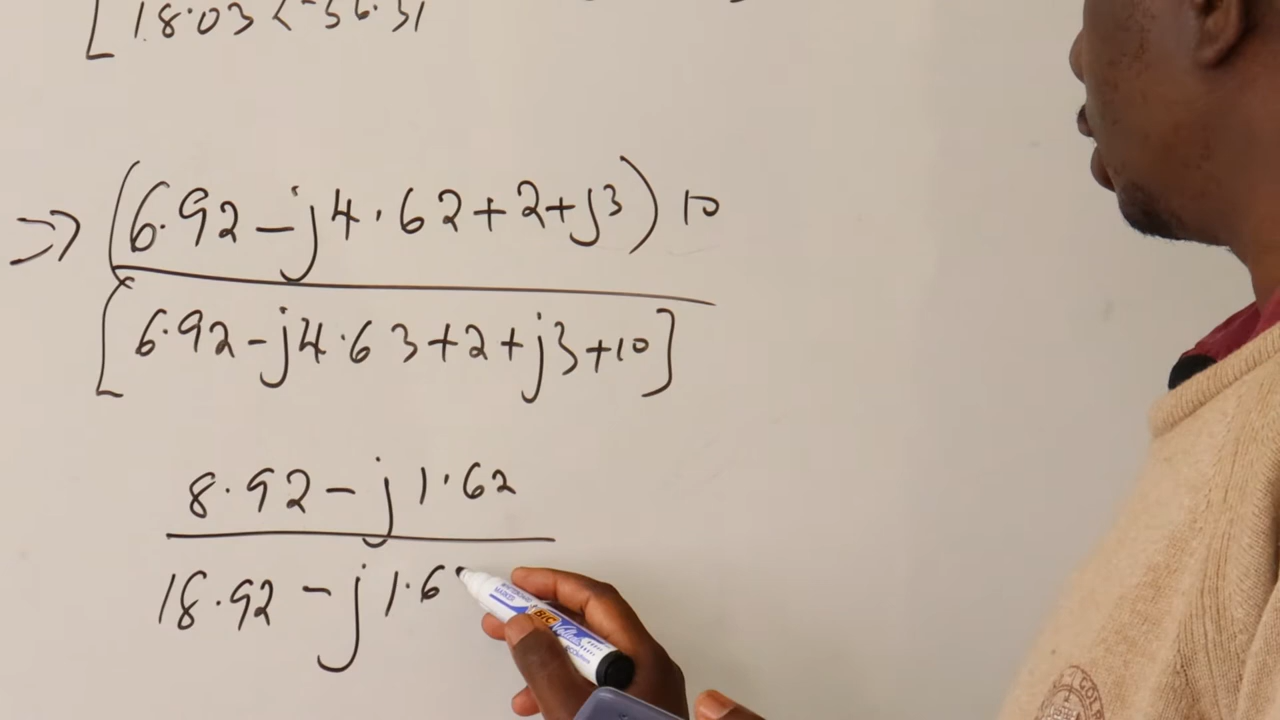 [18.03 < -56.31
=> (6.92 - j4.62 + 2 + j3) 10
[6.92 - j4.63 + 2 + j3 + 10]
8.92 - j1.62
18.92 - j1.6
BIC